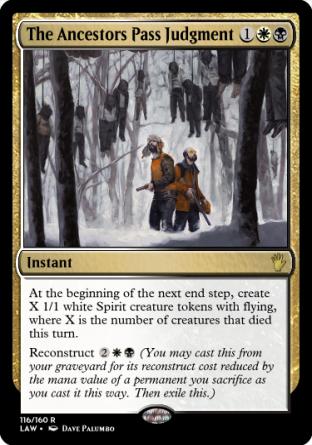 The Ancestors Pass Judgment 1
Instant
At the beginning of the next end step, create
X 1/1 white Spirit creature tokens with flying,
where X is the number of creatures that died
this turn.
Reconstruct 2 (You may cast this from
your graveyard for its reconstruct cost reduced by
the mana value of a permanent you sacrifice as
you cast it this way. Then exile this.)
116/160 R
LAW • Dave Palumbo